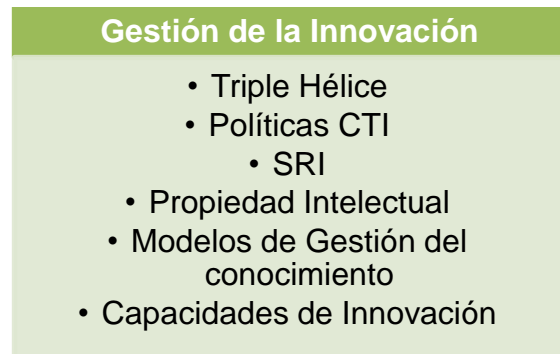 Gestión de la Innovación
• Triple Hélice
• Políticas CTI
• SRI
• Propiedad Intelectual
• Modelos de Gestión del
conocimiento
• Capacidades de Innovación